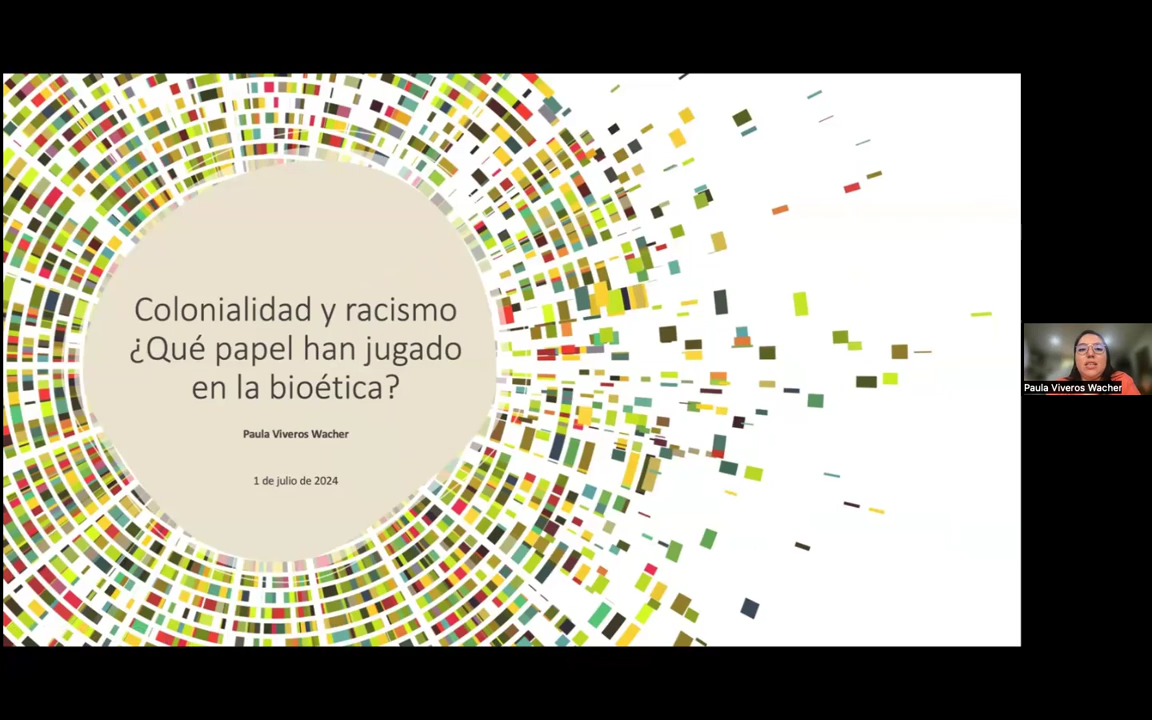 Colonialidad y racismo
¿Qué papel han jugado
en la bioética?
Paula Viveros Wacher
1 de julio de 2024
Paula Viveros Wacher